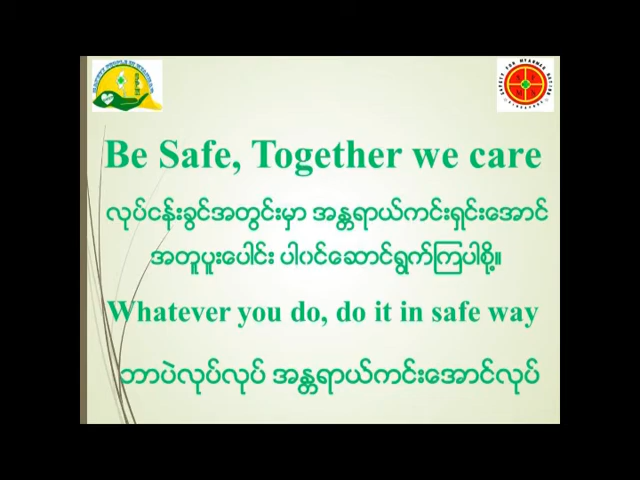 Be Safe, Together we care
လုပ်ငန်းခွင်အတွင်းမှာ အန္တရာယ်ကင်းရှင်းအောင်
အတူပူးပေါင်း ပါဝင်ဆောင်ရွက်ကြပါစို့။
Whatever you do, do it in safe way
ဘာပဲလုပ်လုပ် အန္တရာယ်ကင်းအောင်လုပ်